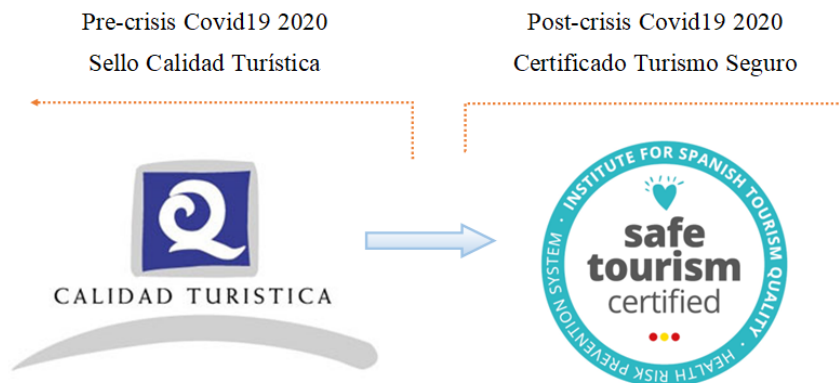 Pre-crisis Covid19 2020
Sello Calidad Turística
Post-crisis Covid19 2020
Certificado Turismo Seguro
Q
CALIDAD TURISTICA
· INSTITUTE FOR SPANISH TOURISM QUALITY ·
HEALTH RISK PREVENTION SYSTEM
safe
tourism
certified